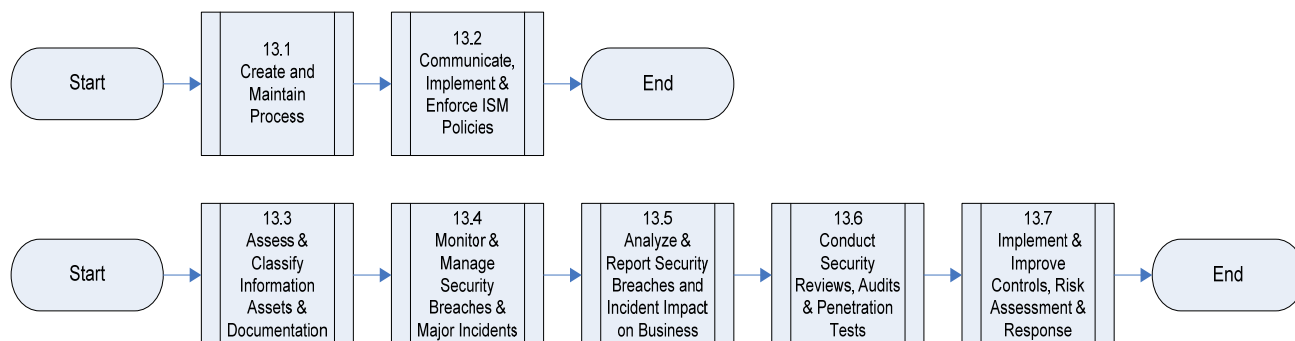 Start
13.1
Create and
Maintain
Process
13.2
Communicate,
Implement &
Enforce ISM
Policies
End
Start
13.3
Assess &
Classify
Information
Assets &
Documentation
13.4
Monitor &
Manage
Security
Breaches &
Major Incidents
13.5
Analyze &
Report Security
Breaches and
Incident Impact
on Business
13.6
Conduct
Security
Reviews, Audits
& Penetration
Tests
13.7
Implement &
Improve
Controls, Risk
Assessment &
Response
End